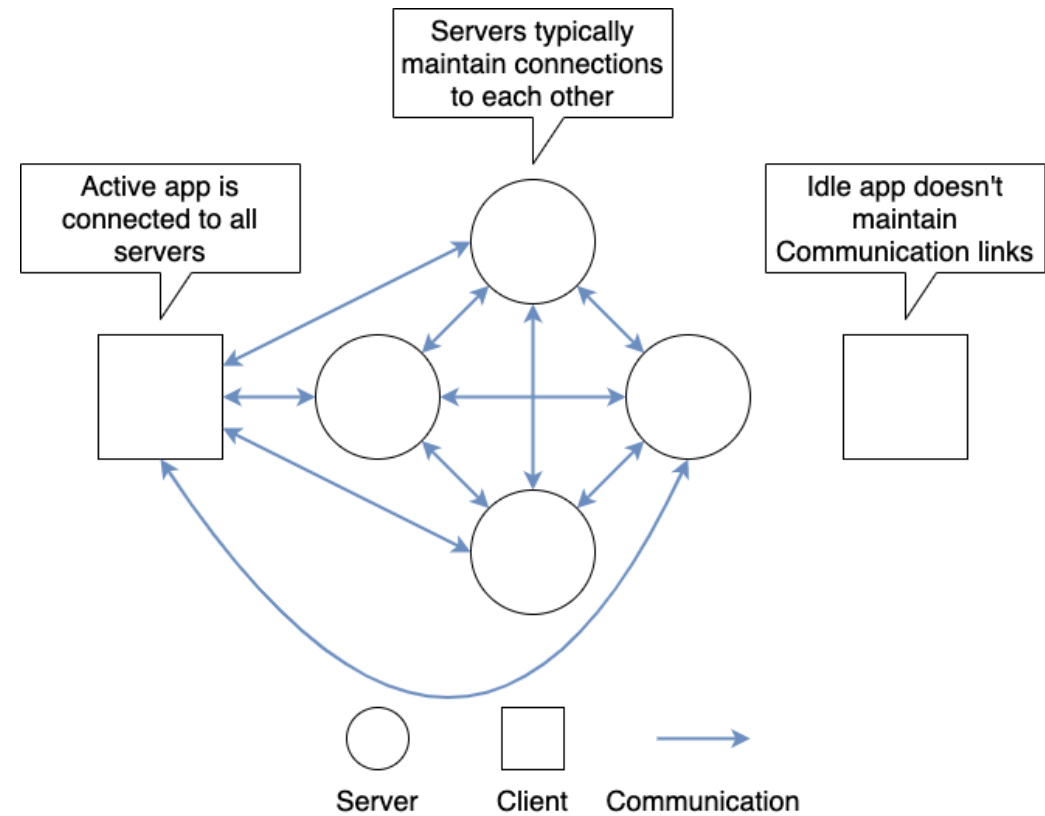 Servers typically
maintain connections
to each other
Active app is
connected to all
servers
Idle app doesn't
maintain
Communication links
Server
Client
Communication